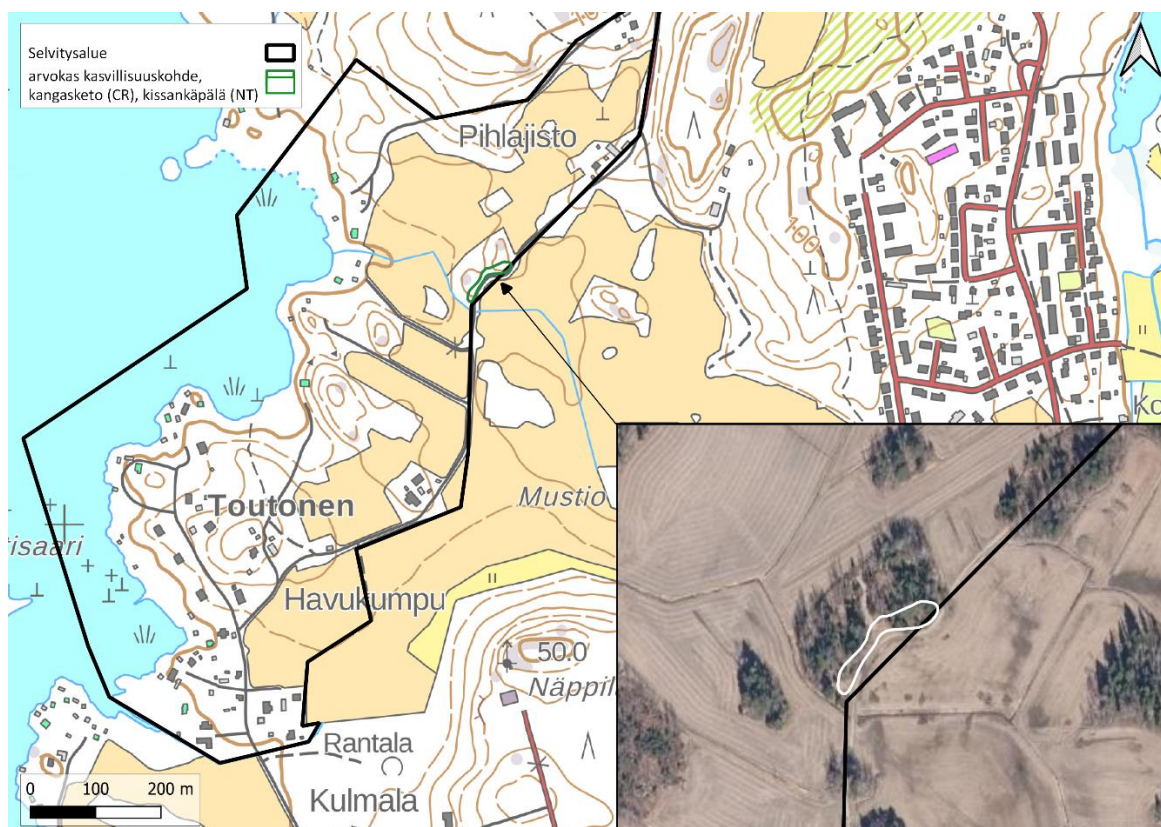 Selvitysalue
arvokas kasvillisuuskohde,
kangasketo (CR), kissankäpälä (NT)
Pihlajisto
100
Toutonen
Mustio
tisaari
Havukumpu
50.0
Näppil
Rantala
Kulmala
Ko
0 100 200 m